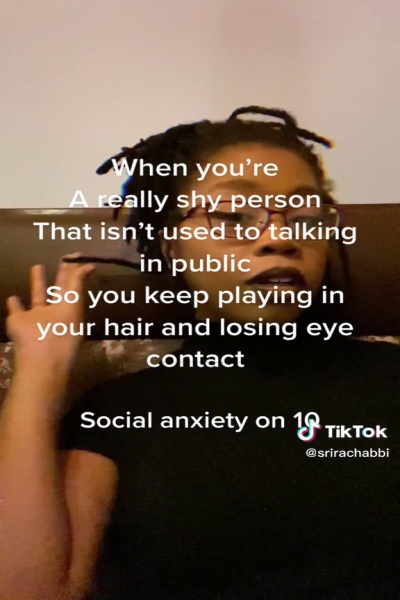 When you're
A really shy person
That isn't used to talking
in public
So you keep playing in
your hair and losing eye
contact
Social anxiety on 10
TikTok
@srirachabbi